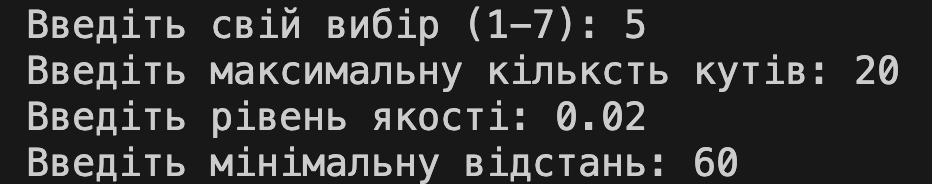 Введіть свій вибір (1–7): 5
Введіть максимальну кільксть кутів: 20
Введіть рівень якості: 0.02
Введіть мінімальну відстань: 60